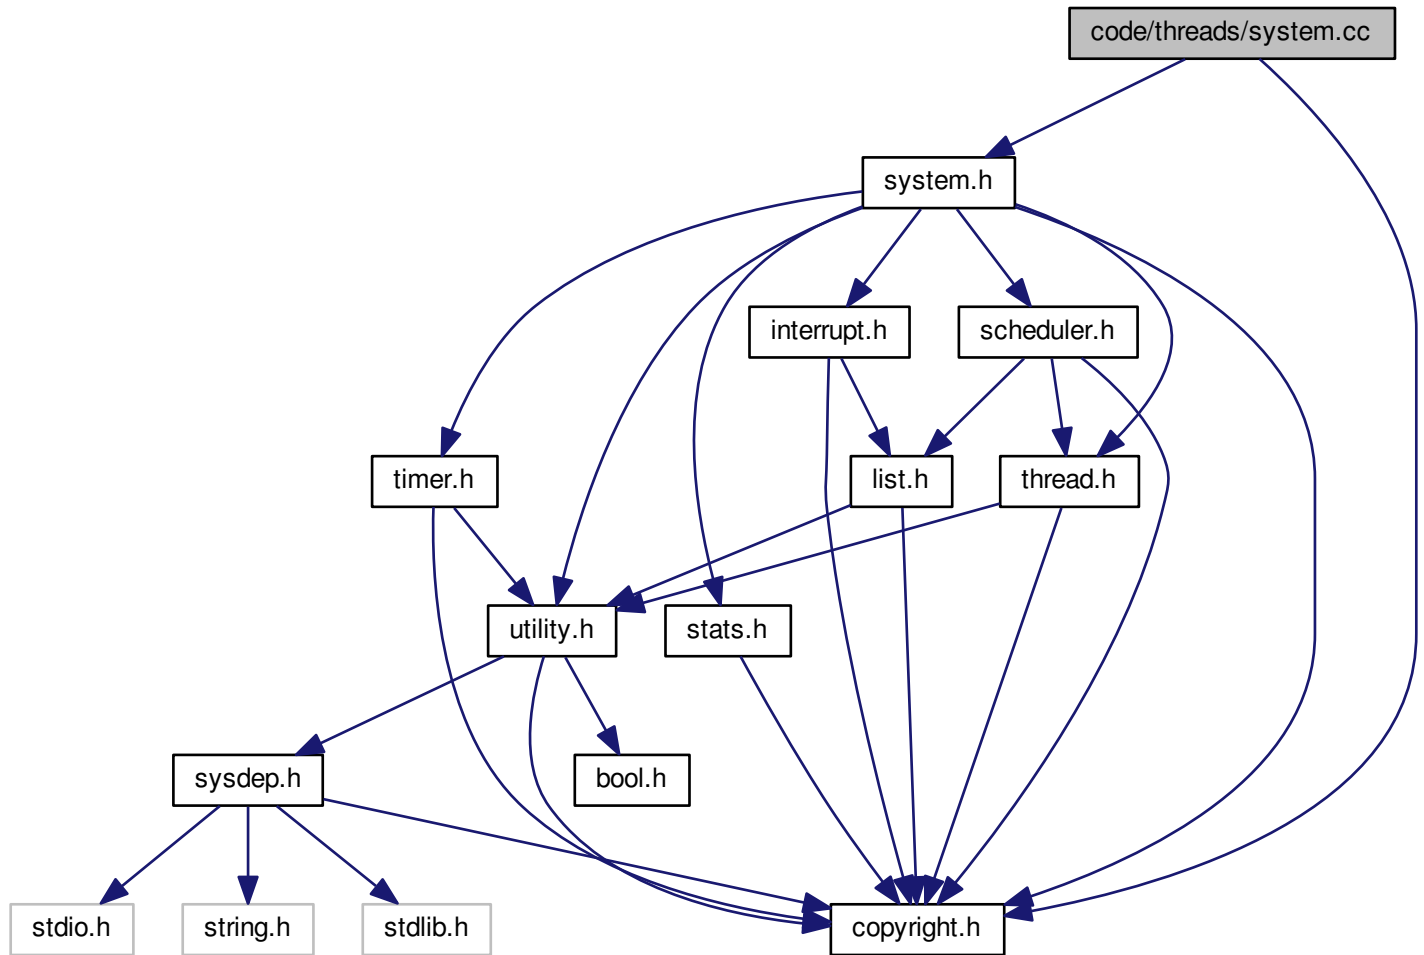 code/threads/system.cc
system.h
interrupt.h
scheduler.h
timer.h
list.h
thread.h
utility.h
stats.h
sysdep.h
bool.h
stdio.h
string.h
stdlib.h
copyright.h